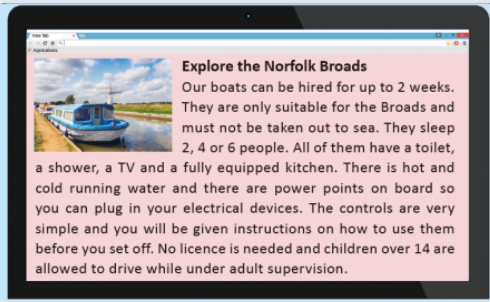 New Tab
Applications
Explore the Norfolk Broads
Our boats can be hired for up to 2 weeks.
They are only suitable for the Broads and
must not be taken out to sea. They sleep
2, 4 or 6 people. All of them have a toilet,
a shower, a TV and a fully equipped kitchen. There is hot and
cold running water and there are power points on board so
you can plug in your electrical devices. The controls are very
simple and you will be given instructions on how to use them
before you set off. No licence is needed and children over 14 are
allowed to drive while under adult supervision.